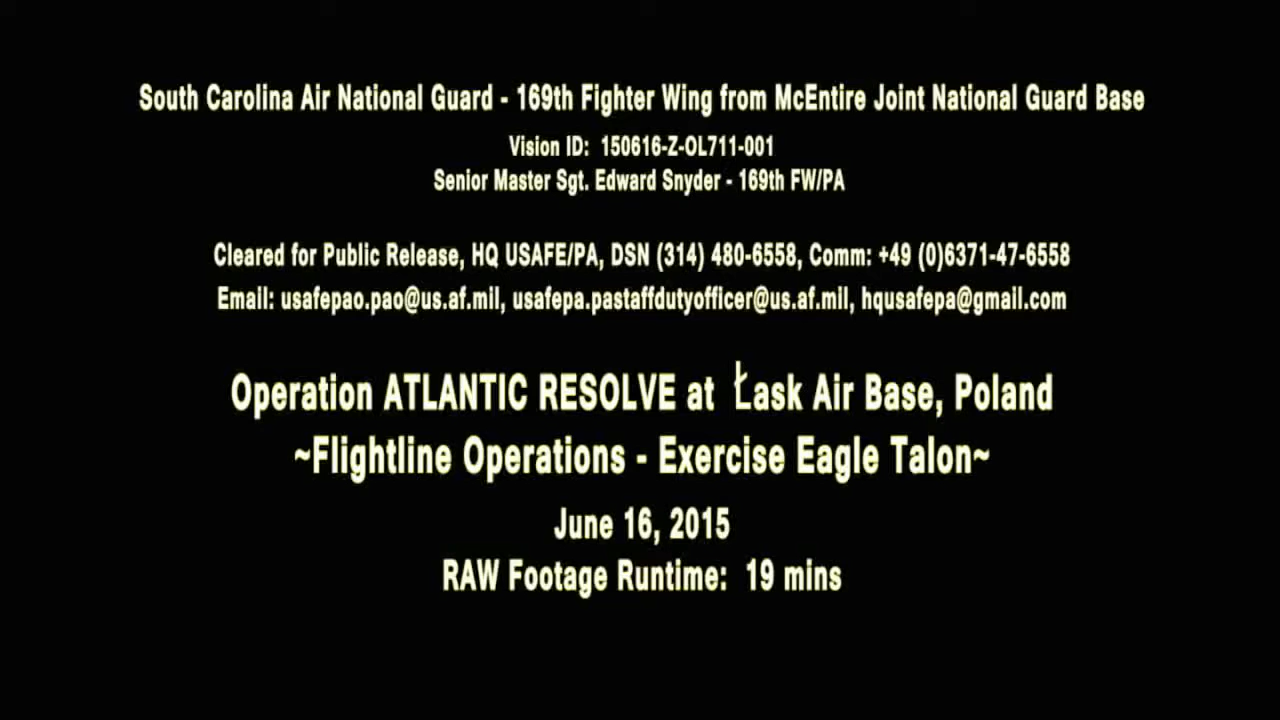 South Carolina Air National Guard - 169th Fighter Wing from McEntire Joint National Guard Base
Vision ID: 150616-Z-OL711-001
Senior Master Sgt. Edward Snyder - 169th FW/PA
Cleared for Public Release, HQ USAFE/PA, DSN (314) 480-6558, Comm: +49 (0)6371-47-6558
Email: usafepao.pao@us.af.mil, usafepa.pastaffdutyofficer@us.af.mil, hqusafepa@gmail.com
Operation ATLANTIC RESOLVE at Łask Air Base, Poland
~Flightline Operations - Exercise Eagle Talon~
June 16, 2015
RAW Footage Runtime: 19 mins